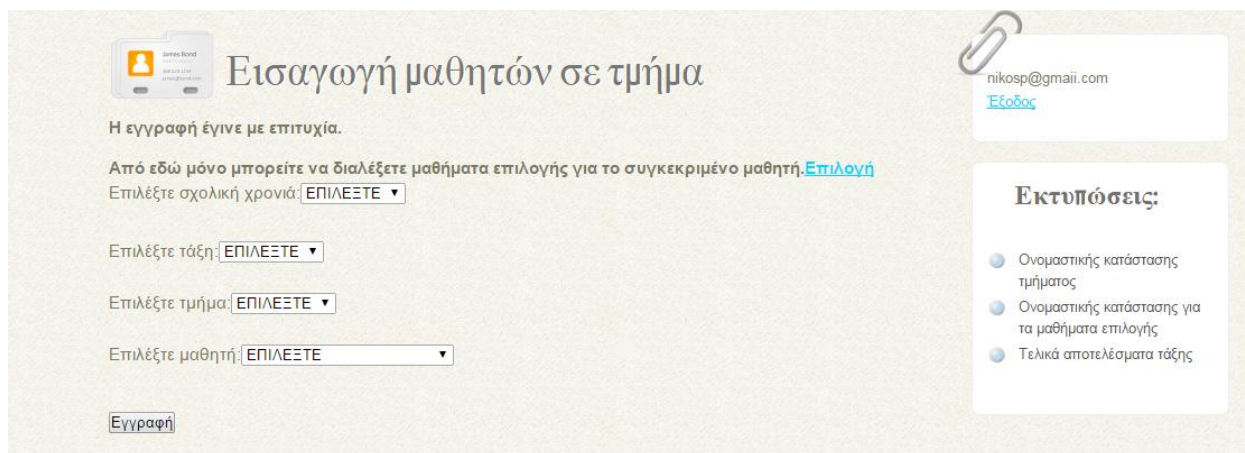 James Bond
Εισαγωγή μαθητών σε τμήμα
Η εγγραφή έγινε με επιτυχία.
Από εδώ μόνο μπορείτε να διαλέξετε μαθήματα επιλογής για το συγκεκριμένο μαθητή.Επιλογή
Επιλέξτε σχολική χρονιά: ΕΠΙΛΕΞΤΕ
Επιλέξτε τάξη: ΕΠΙΛΕΞΤΕ
Επιλέξτε τμήμα: ΕΠΙΛΕΞΤΕ
Επιλέξτε μαθητή: ΕΠΙΛΕΞΤΕ
Εγγραφή
nikosp@gmaii.com
Έξοδος
Εκτυπώσεις:
Ονομαστικής κατάστασης
τμήματος
Ονομαστικής κατάστασης για
τα μαθήματα επιλογής
Τελικά αποτελέσματα τάξης